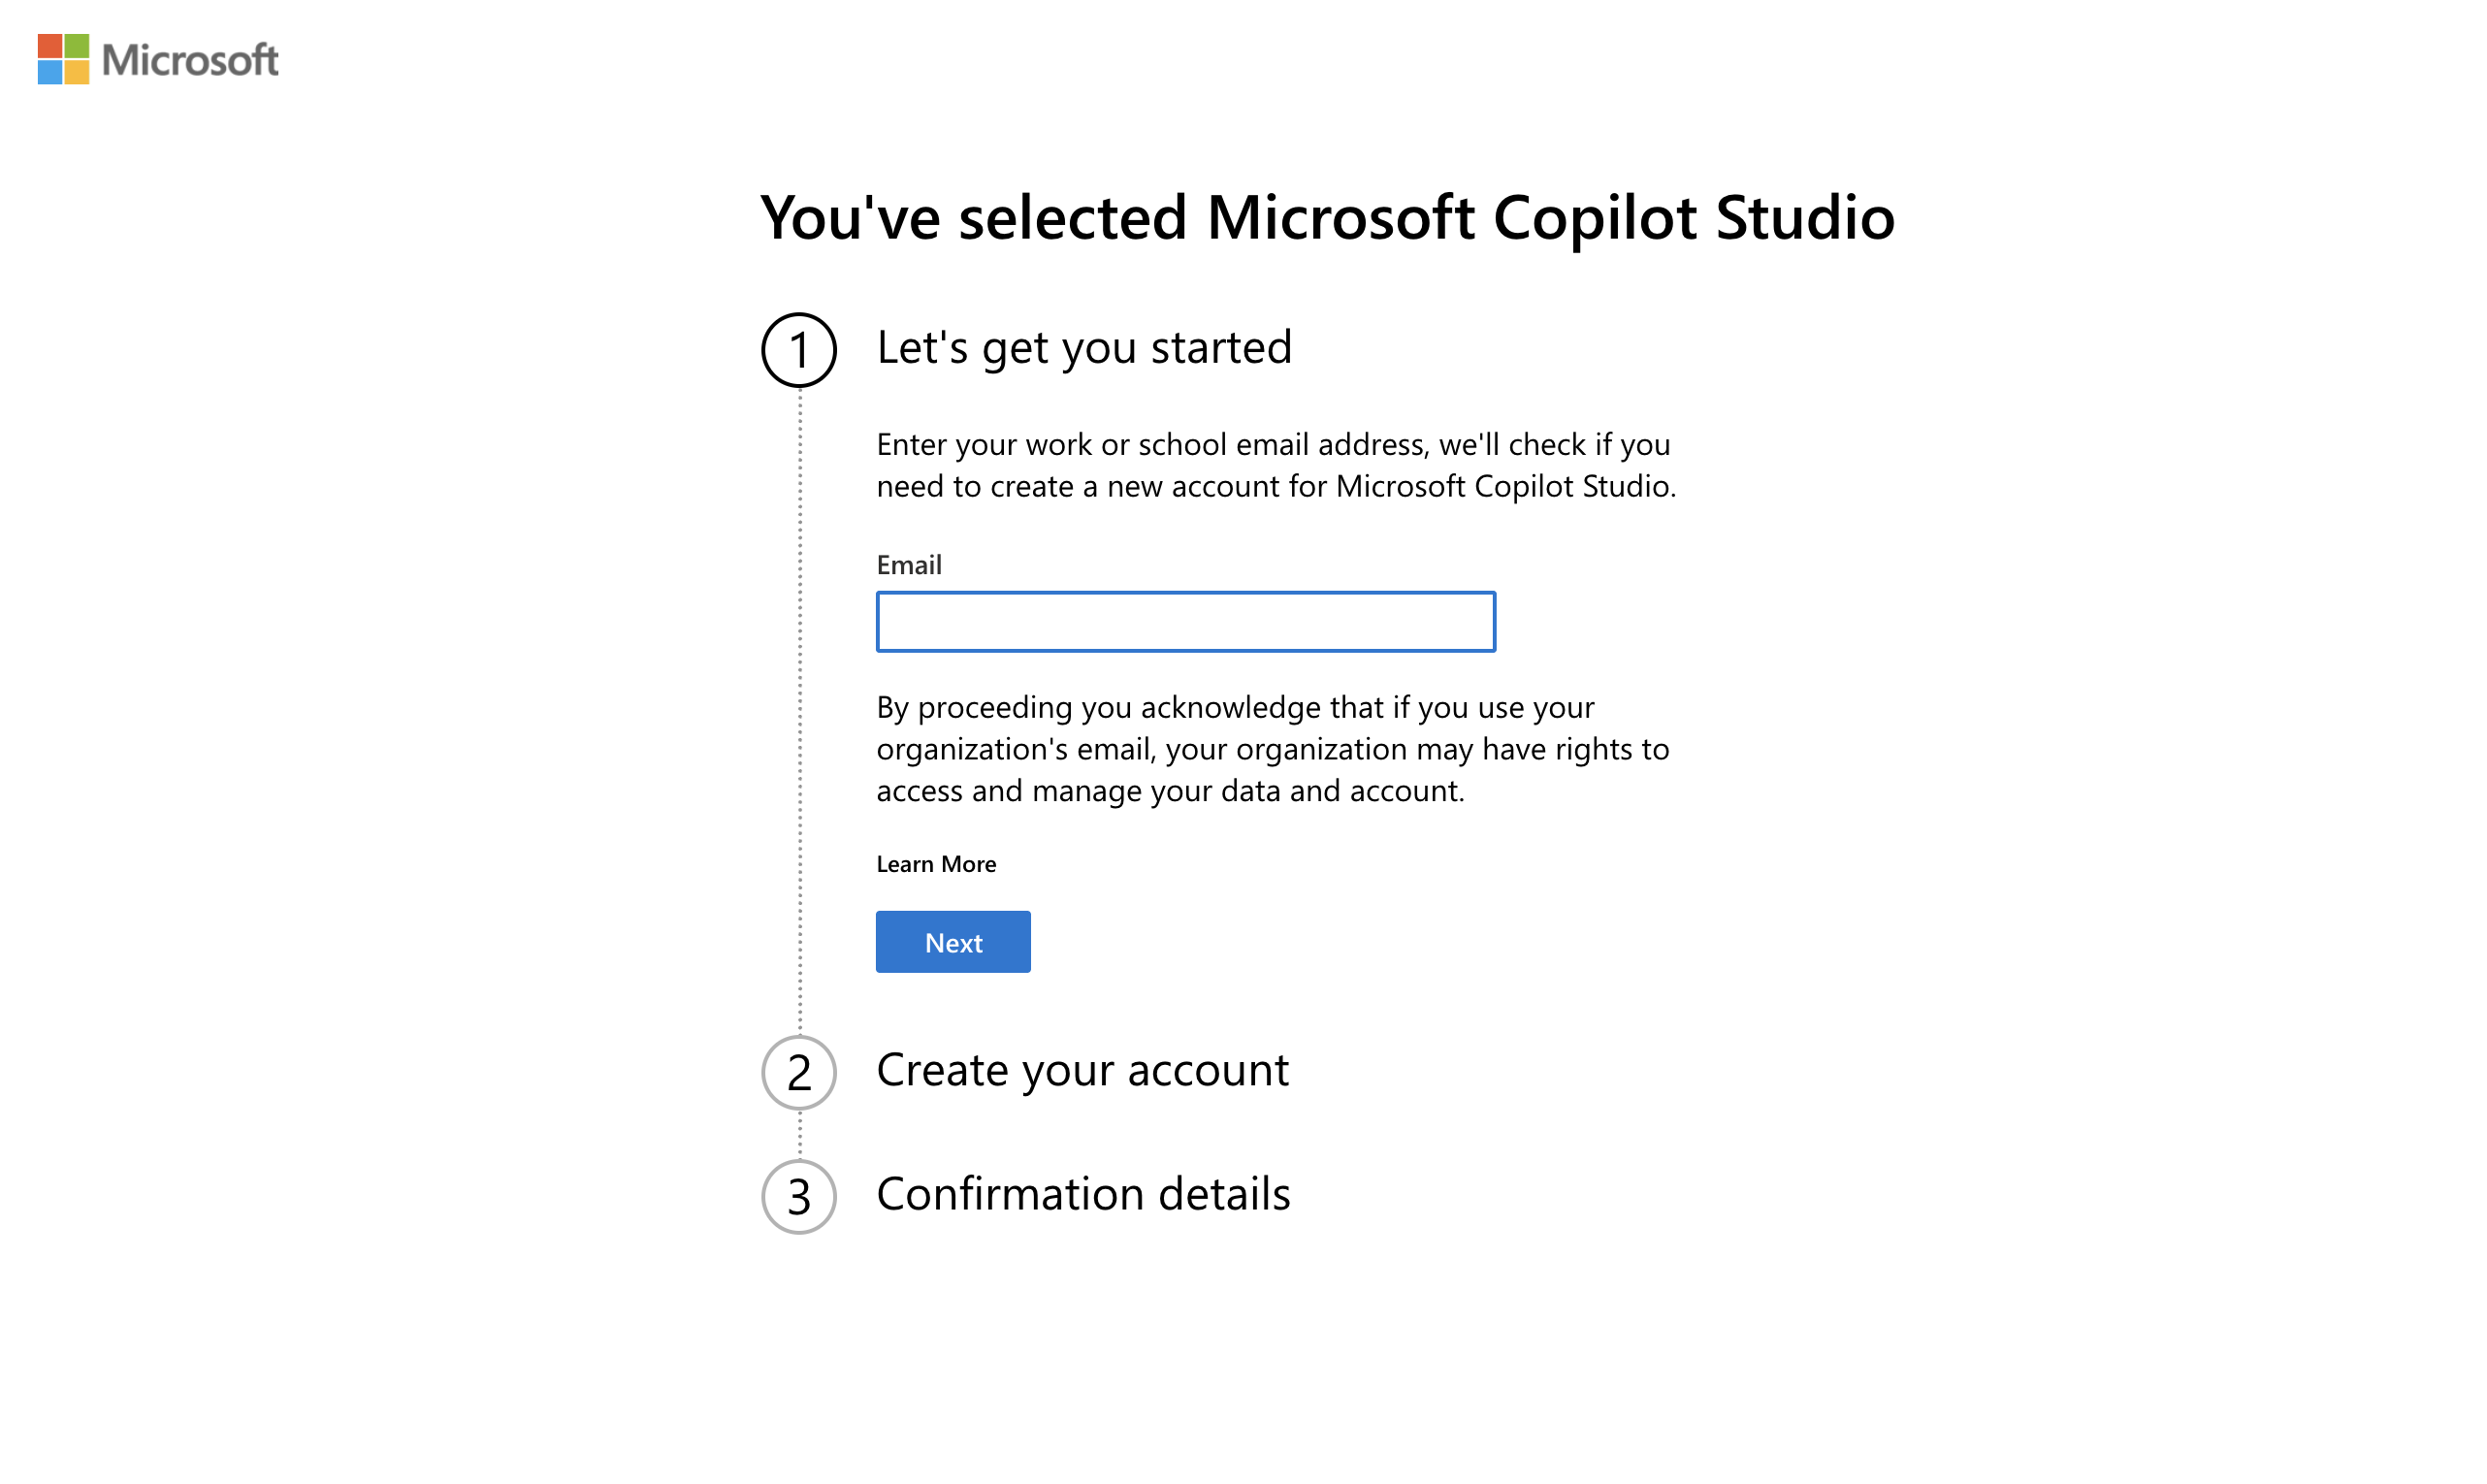 Microsoft
You've selected Microsoft Copilot Studio
1
Let's get you started
Enter your work or school email address, we'll check if you
need to create a new account for Microsoft Copilot Studio.
Email
By proceeding you acknowledge that if you use your
organization's email, your organization may have rights to
access and manage your data and account.
Learn More
Next
2
Create your account
3
Confirmation details